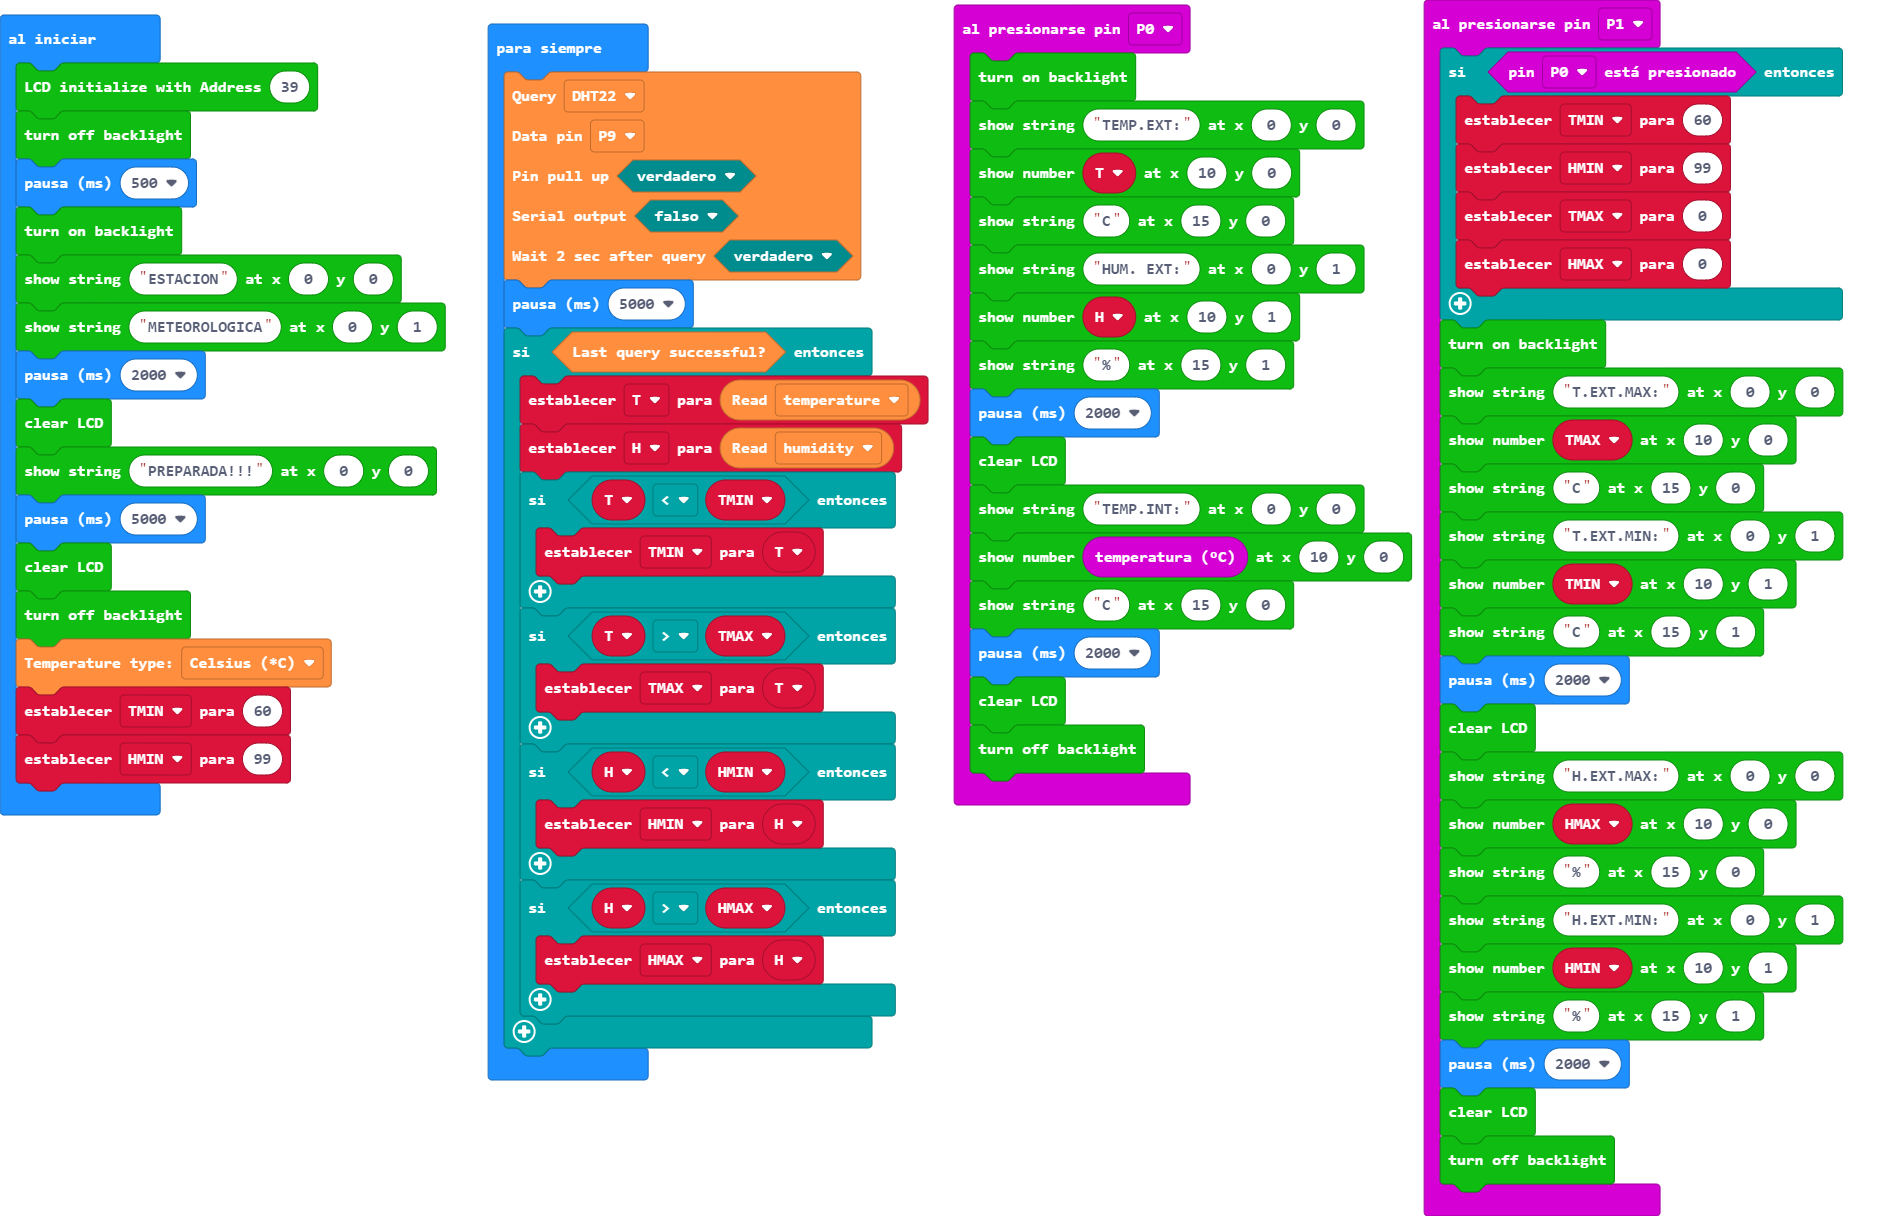 al iniciar
LCD initialize with Address 39
turn off backlight
pausa (ms) 500
turn on backlight
show string "ESTACION" at x 0 y 0
show string "METEOROLOGICA" at x 0 y 1
pausa (ms) 2000
clear LCD
show string "PREPARADA!!!" at x 0 y 0
pausa (ms) 5000
clear LCD
turn off backlight
Temperature type: Celsius (*C)
establecer TMIN para 60
establecer HMIN para 99
para siempre
Query DHT22
Data pin P9
Pin pull up verdadero
Serial output falso
Wait 2 sec after query verdadero
pausa (ms) 5000
si Last query successful? entonces
establecer T para Read temperature
establecer H para Read humidity
si T < TMIN entonces
establecer TMIN para T
si T > TMAX entonces
establecer TMAX para T
si H < HMIN entonces
establecer HMIN para H
si H > HMAX entonces
establecer HMAX para H
al presionarse pin P0
turn on backlight
show string "TEMP.EXT:" at x 0 y 0
show number T at x 10 y 0
show string "C" at x 15 y 0
show string "HUM. EXT:" at x 0 y 1
show number H at x 10 y 1
show string "%" at x 15 y 1
pausa (ms) 2000
clear LCD
show string "TEMP.INT:" at x 0 y 0
show number temperatura (ºC) at x 10 y 0
show string "C" at x 15 y 0
pausa (ms) 2000
clear LCD
turn off backlight
al presionarse pin P1
si pin P0 está presionado entonces
establecer TMIN para 60
establecer HMIN para 99
establecer TMAX para 0
establecer HMAX para 0
turn on backlight
show string "T.EXT.MAX:" at x 0 y 0
show number TMAX at x 10 y 0
show string "C" at x 15 y 0
show string "T.EXT.MIN:" at x 0 y 1
show number TMIN at x 10 y 1
show string "C" at x 15 y 1
pausa (ms) 2000
clear LCD
show string "H.EXT.MAX:" at x 0 y 0
show number HMAX at x 10 y 0
show string "%" at x 15 y 0
show string "H.EXT.MIN:" at x 0 y 1
show number HMIN at x 10 y 1
show string "%" at x 15 y 1
pausa (ms) 2000
clear LCD
turn off backlight